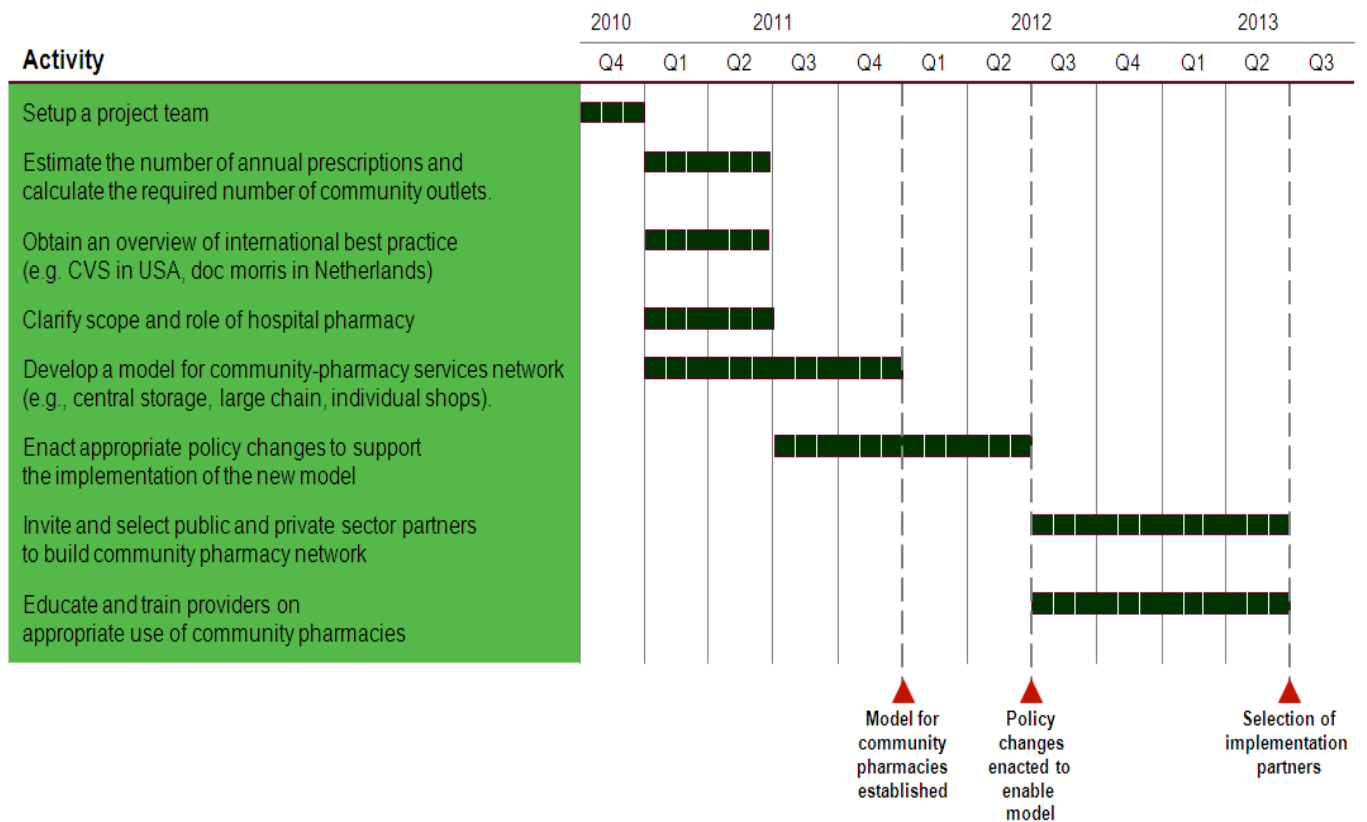 2010 2011 2012 2013
Activity Q4 Q1 Q2 Q3 Q4 Q1 Q2 Q3 Q4 Q1 Q2 Q3
Setup a project team
Estimate the number of annual prescriptions and
calculate the required number of community outlets.
Obtain an overview of international best practice
(e.g. CVS in USA, doc morris in Netherlands)
Clarify scope and role of hospital pharmacy
Develop a model for community-pharmacy services network
(e.g., central storage, large chain, individual shops).
Enact appropriate policy changes to support
the implementation of the new model
Invite and select public and private sector partners
to build community pharmacy network
Educate and train providers on
appropriate use of community pharmacies
Model for
community
pharmacies
established
Policy
changes
enacted to
enable
model
Selection of
implementation
partners